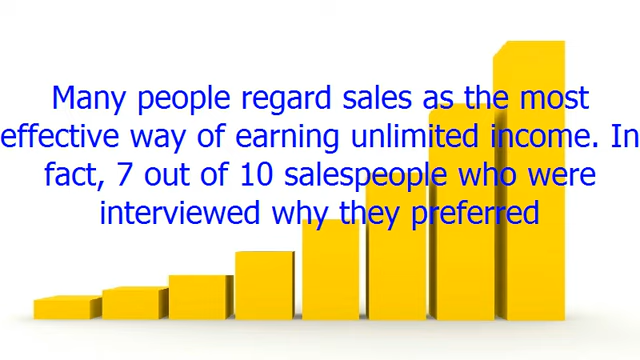 Many people regard sales as the most
effective way of earning unlimited income. In
fact, 7 out of 10 salespeople who were
interviewed why they preferred